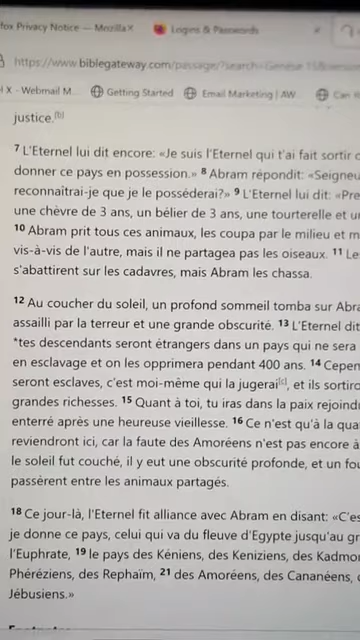 fox Privacy Notice — Mozilla X Logins & Passwords
https://www.biblegateway.com/passage/?search=Genèse 15
X - Webmail M... Getting Started Email Marketing | AW...
justice.[b]
7 L'Eternel lui dit encore: «Je suis l'Eternel qui t'ai fait sortir
donner ce pays en possession.» 8 Abram répondit: «Seigneu
reconnaîtrai-je que je le posséderai?» 9 L'Eternel lui dit: «Pre
une chèvre de 3 ans, un bélier de 3 ans, une tourterelle et u
10 Abram prit tous ces animaux, les coupa par le milieu et m
vis-à-vis de l'autre, mais il ne partagea pas les oiseaux. 11 Le
s'abattirent sur les cadavres, mais Abram les chassa.
12 Au coucher du soleil, un profond sommeil tomba sur Abra
assailli par la terreur et une grande obscurité. 13 L'Eternel dit
*tes descendants seront étrangers dans un pays qui ne sera
en esclavage et on les opprimera pendant 400 ans. 14 Cepen
seront esclaves, c'est moi-même qui la jugerai[c], et ils sortiro
grandes richesses. 15 Quant à toi, tu iras dans la paix rejoind
enterré après une heureuse vieillesse. 16 Ce n'est qu'à la qua
reviendront ici, car la faute des Amoréens n'est pas encore à
le soleil fut couché, il y eut une obscurité profonde, et un fo
passèrent entre les animaux partagés.
18 Ce jour-là, l'Eternel fit alliance avec Abram en disant: «C'es
je donne ce pays, celui qui va du fleuve d'Egypte jusqu'au gr
l'Euphrate, 19 le pays des Kéniens, des Keniziens, des Kadmo
Phéréziens, des Rephaïm, 21 des Amoréens, des Cananéens,
Jébusiens.»